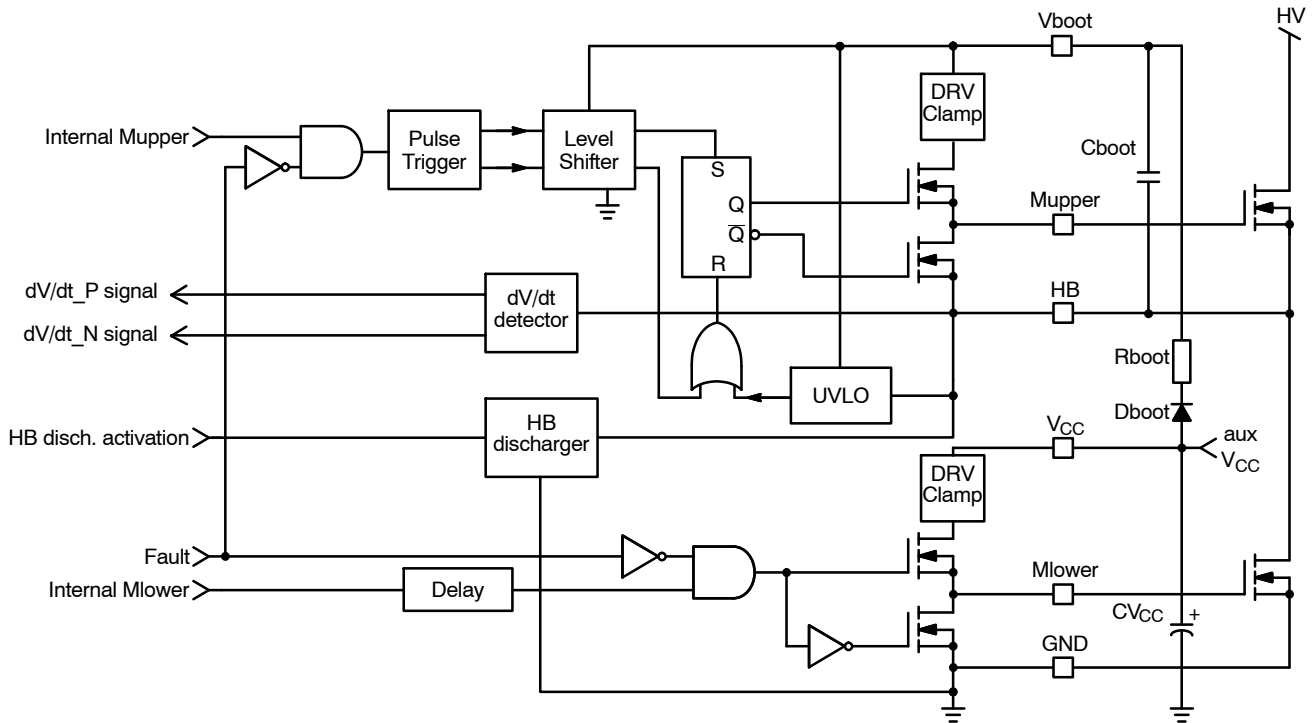 Vboot
HV
DRV
Clamp
Internal Mupper
Pulse
Trigger
Level
Shifter
Cboot
S
Q
Q̅
R
Mupper
dV/dt_P signal
dV/dt_N signal
dV/dt
detector
HB
Rboot
UVLO
Dboot
HB disch. activation
HB
discharger
VCC
aux
VCC
DRV
Clamp
Fault
Internal Mlower
Delay
Mlower
CVCC
+
GND